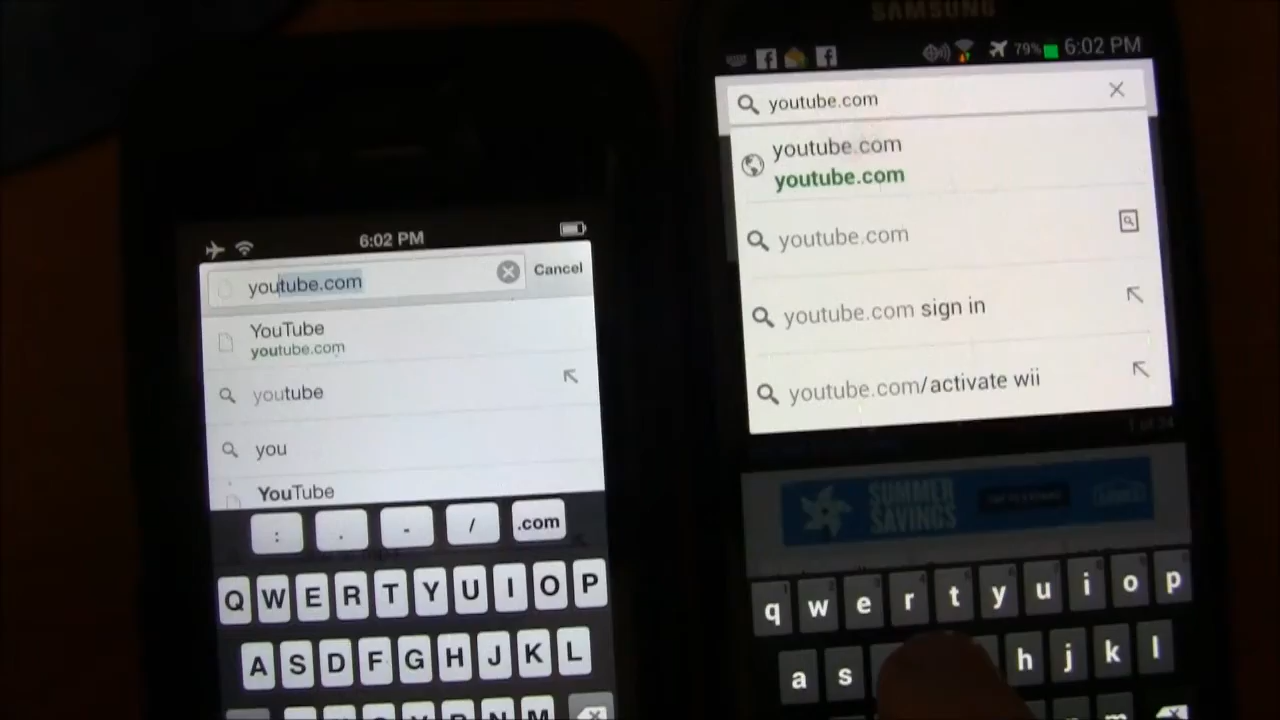 6:02 PM
youtube.com
Cancel
YouTube
youtube.com
youtube
you
YouTube
: . - / .com
Q W E R T Y U I O P
A S D F G H J K L
SAMSUNG
79% 6:02 PM
youtube.com
youtube.com
youtube.com
youtube.com
youtube.com sign in
youtube.com/activate wii
SUMMER
SAVINGS
q w e r t y u i o p
a s h j k l